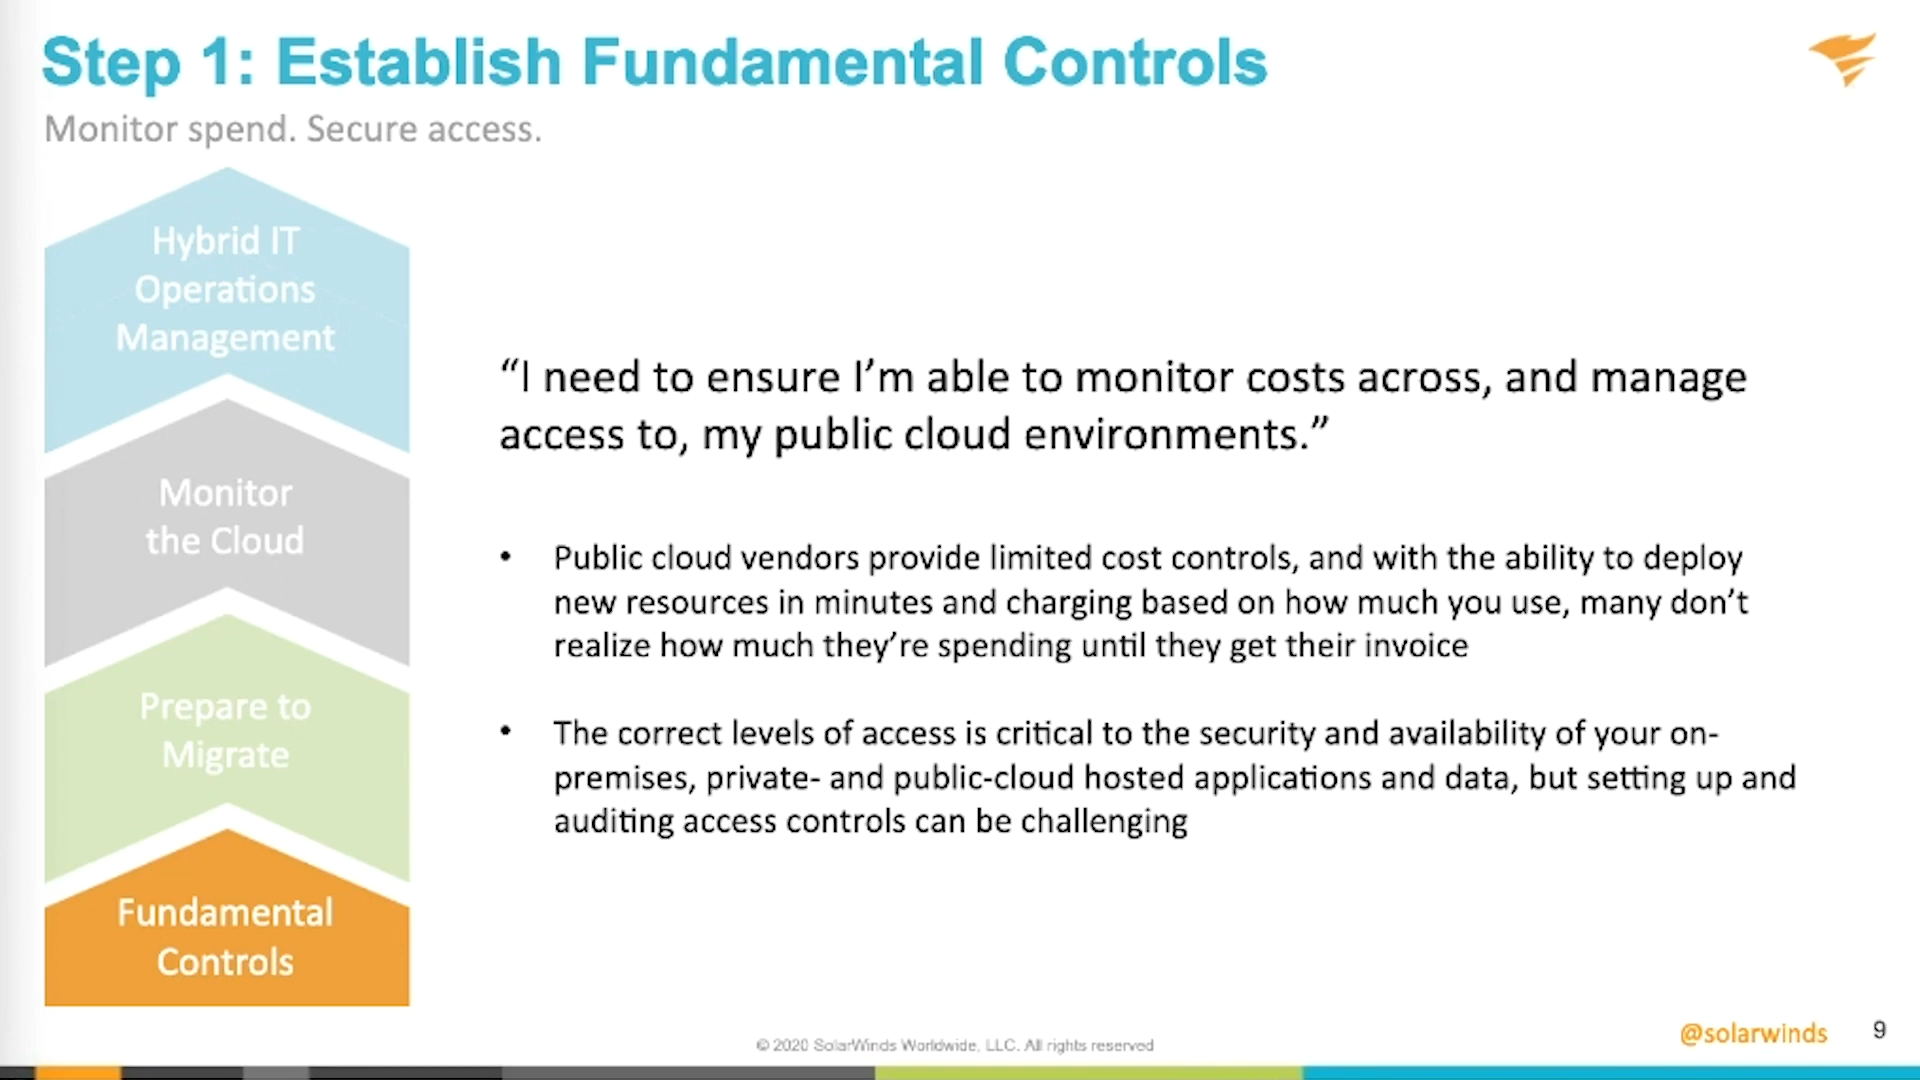 Step 1: Establish Fundamental Controls
Monitor spend. Secure access.
Hybrid IT
Operations
Management
Monitor
the Cloud
Prepare to
Migrate
Fundamental
Controls
“I need to ensure I’m able to monitor costs across, and manage
access to, my public cloud environments.”
• Public cloud vendors provide limited cost controls, and with the ability to deploy
new resources in minutes and charging based on how much you use, many don’t
realize how much they’re spending until they get their invoice
• The correct levels of access is critical to the security and availability of your on-
premises, private- and public-cloud hosted applications and data, but setting up and
auditing access controls can be challenging
© 2020 SolarWinds Worldwide, LLC. All rights reserved
@solarwinds
9